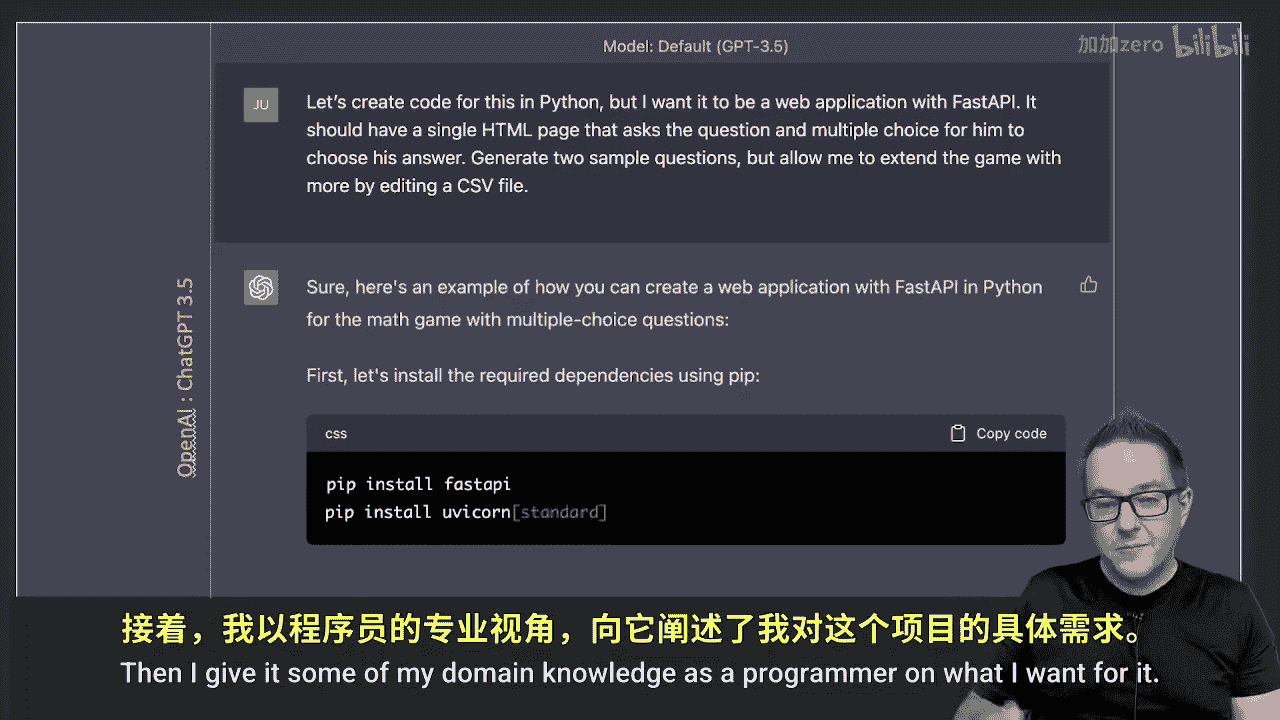 Model: Default (GPT-3.5)
加加zero bilibili
JU
Let's create code for this in Python, but I want it to be a web application with FastAPI. It
should have a single HTML page that asks the question and multiple choice for him to
choose his answer. Generate two sample questions, but allow me to extend the game with
more by editing a CSV file.
OpenAI : ChatGPT 3.5
Sure, here's an example of how you can create a web application with FastAPI in Python
for the math game with multiple-choice questions:
First, let's install the required dependencies using pip:
css
Copy code
pip install fastapi
pip install uvicorn[standard]
接着，我以程序员的专业视角，向它阐述了我对这个项目的具体需求。
Then I give it some of my domain knowledge as a programmer on what I want for it.